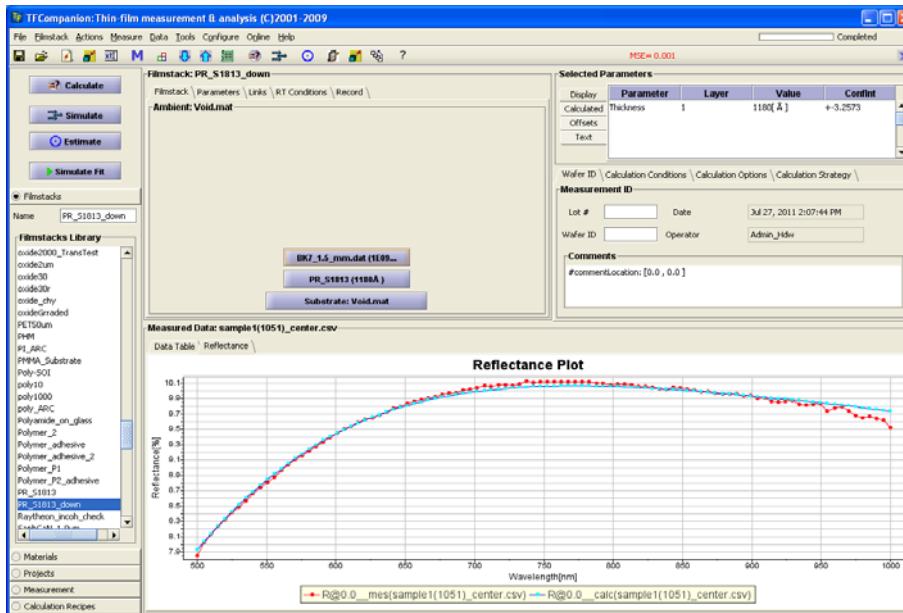 TFCompanion:Thin-film measurement & analysis (C)2001-2009
File Filmstack Actions Measure Data Tools Configure Online Help
Completed
MSE= 0.001
Calculate
Simulate
Estimate
Simulate Fit
Filmstacks
Name PR_S1813_down
Filmstacks Library
oxide2000_TransTest
oxide2um
oxide30
oxide30r
oxide_chy
oxideGrraded
PET50um
PHM
PI_ARC
PMMA_Substrate
Poly-SOI
poly10
poly1000
poly_ARC
Polyamide_on_glass
Polymer_2
Polymer_adhesive
Polymer_adhesive_2
Polymer_P1
Polymer_P2_adhesive
PR_S1813
PR_S1813_down
Raytheon_incoh_check
Materials
Projects
Measurement
Calculation Recipes
Filmstack: PR_S1813_down
Filmstack Parameters Links RT Conditions Record
Ambient: Void.mat
BK7_1.5_mm.dat (1E09...
PR_S1813 (1180Å )
Substrate: Void.mat
Selected Parameters
Display
Calculated
Offsets
Text
Parameter Layer Value ConfInt
Thickness 1 1180[ Å ] +-3.2573
Wafer ID Calculation Conditions Calculation Options Calculation Strategy
Measurement ID
Lot # Date Jul 27, 2011 2:07:44 PM
Wafer ID Operator Admin_Hdw
Comments
#commentLocation: [0.0 , 0.0 ]
Measured Data: sample1(1051)_center.csv
Data Table Reflectance
Reflectance Plot
Reflectance[%]
10.1
9.9
9.7
9.5
9.3
9.1
8.9
8.7
8.5
8.3
8.1
7.9
500 550 600 650 700 750 800 850 900 950 1000
Wavelength[nm]
R@0.0__mes(sample1(1051)_center.csv) R@0.0__calc(sample1(1051)_center.csv)